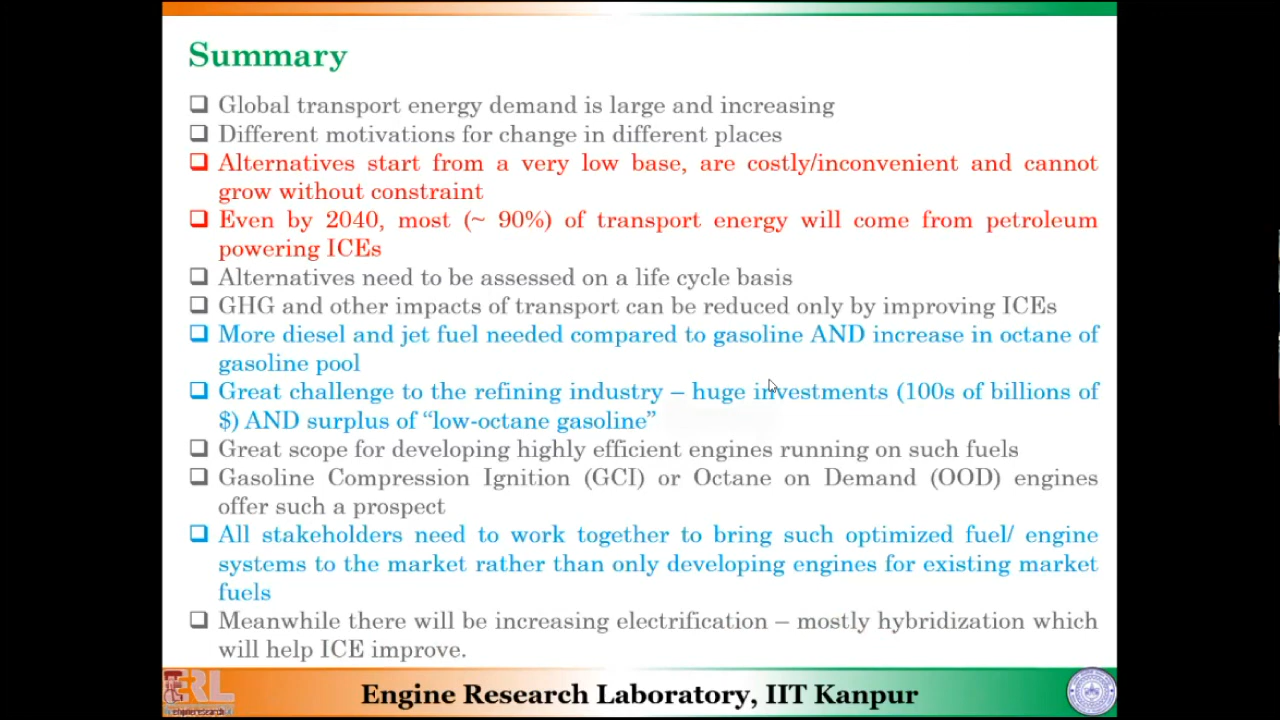 Summary
Global transport energy demand is large and increasing
Different motivations for change in different places
Alternatives start from a very low base, are costly/inconvenient and cannot
grow without constraint
Even by 2040, most (~ 90%) of transport energy will come from petroleum
powering ICEs
Alternatives need to be assessed on a life cycle basis
GHG and other impacts of transport can be reduced only by improving ICEs
More diesel and jet fuel needed compared to gasoline AND increase in octane of
gasoline pool
Great challenge to the refining industry – huge investments (100s of billions of
$) AND surplus of “low-octane gasoline”
Great scope for developing highly efficient engines running on such fuels
Gasoline Compression Ignition (GCI) or Octane on Demand (OOD) engines
offer such a prospect
All stakeholders need to work together to bring such optimized fuel/ engine
systems to the market rather than only developing engines for existing market
fuels
Meanwhile there will be increasing electrification – mostly hybridization which
will help ICE improve.
ERL
Engine Research Laboratory, IIT Kanpur